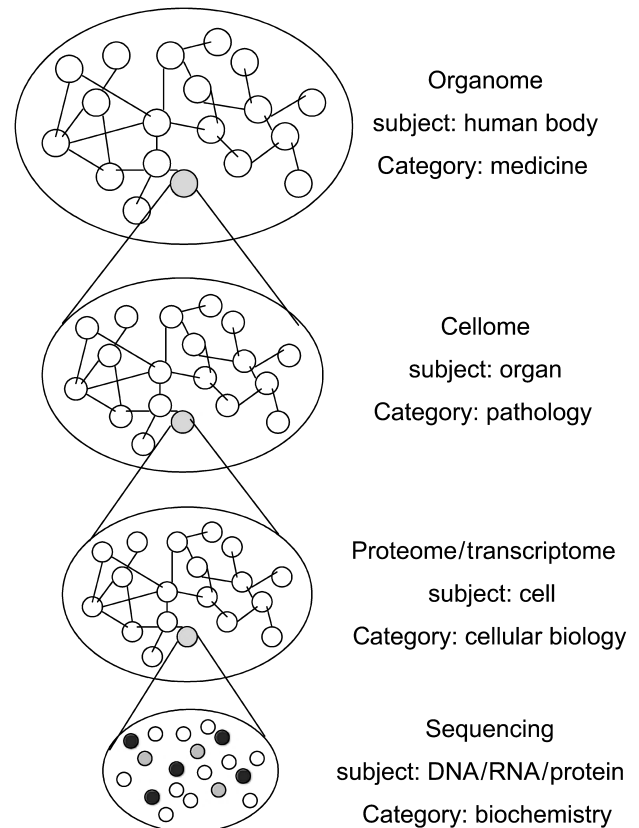 Organome
subject: human body
Category: medicine
Cellome
subject: organ
Category: pathology
Proteome/transcriptome
subject: cell
Category: cellular biology
Sequencing
subject: DNA/RNA/protein
Category: biochemistry